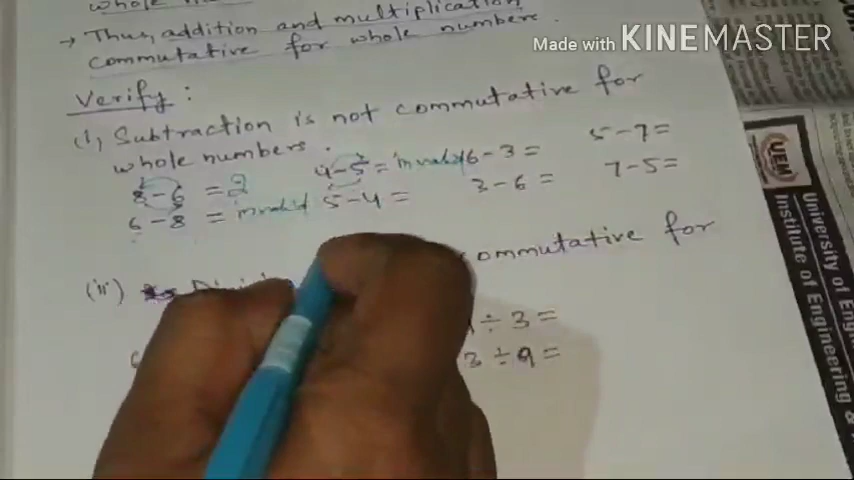 whole
→ Thus, addition and multiplication
commutative for whole numbers.
Made with KINEMASTER
Verify :
(i) Subtraction is not commutative for
whole numbers.
8 - 6 = 2
6 - 8 = invalid
4 - 5 = invalid
5 - 4 =
6 - 3 =
3 - 6 =
5 - 7 =
7 - 5 =
(ii) commutative for
÷ 3 =
3 ÷ 9 =
UEM
University of
Institute of Engineering &